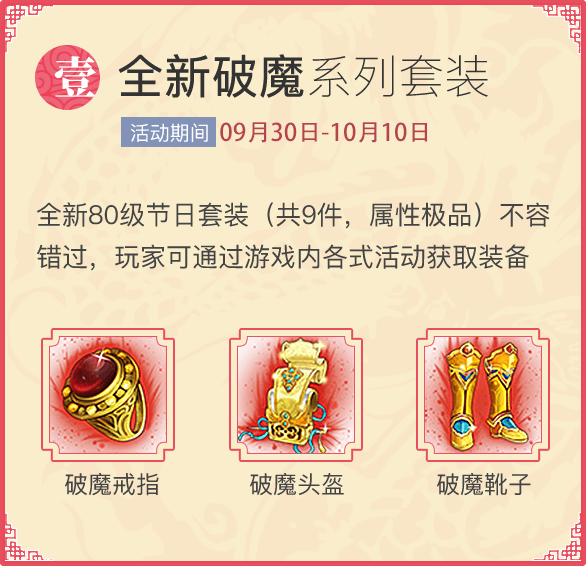 壹 全新破魔系列套装
活动期间 09月30日-10月10日
全新80级节日套装（共9件，属性极品）不容
错过，玩家可通过游戏内各式活动获取装备
破魔戒指 破魔头盔 破魔靴子